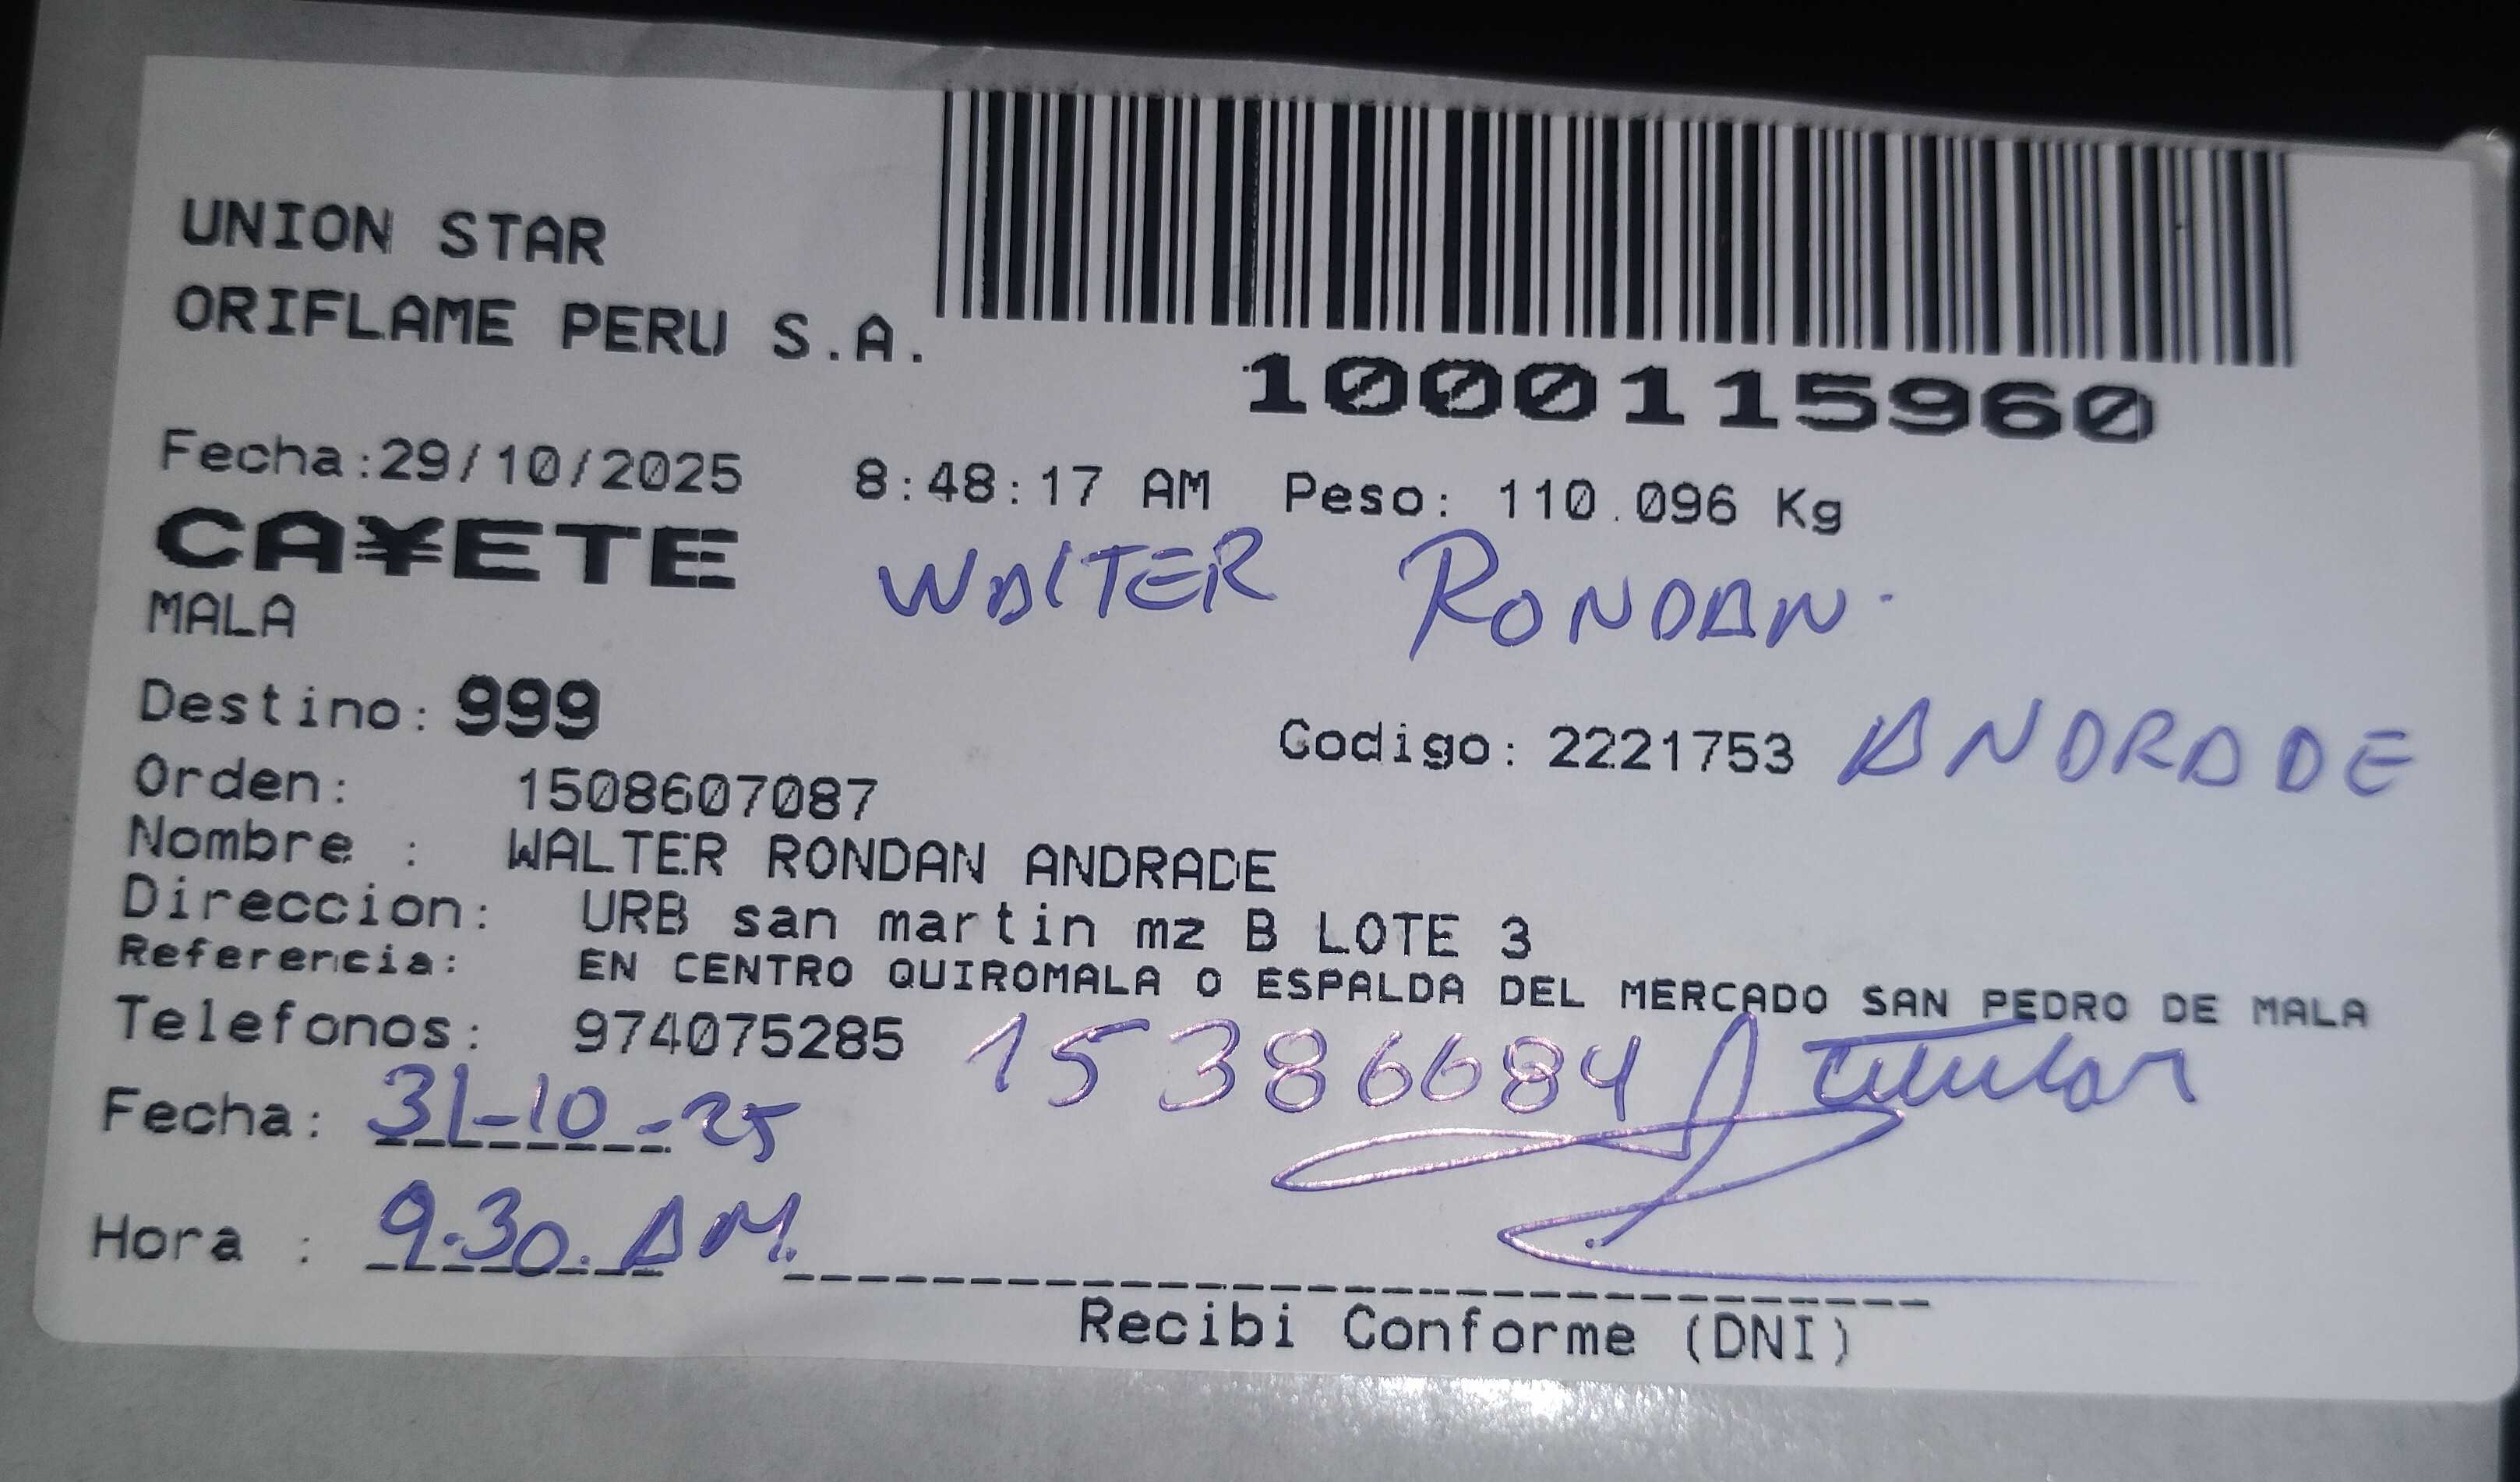 UNION STAR
ORIFLAME PERU S.A.
1000115960
Fecha:29/10/2025 8:48:17 AM Peso: 110.096 Kg
CA¥ETE
WALTER RONDAN.
MALA
Destino: 999
Codigo: 2221753 ANDRADE
Orden: 1508607087
Nombre : WALTER RONDAN ANDRADE
Direccion: URB san martin mz B LOTE 3
Referencia: EN CENTRO QUIROMALA O ESPALDA DEL MERCADO SAN PEDRO DE MALA
Telefonos: 974075285 15386684 Titular
Fecha: 31-10-25
Hora : 9.30. AM.
Recibi Conforme (DNI)